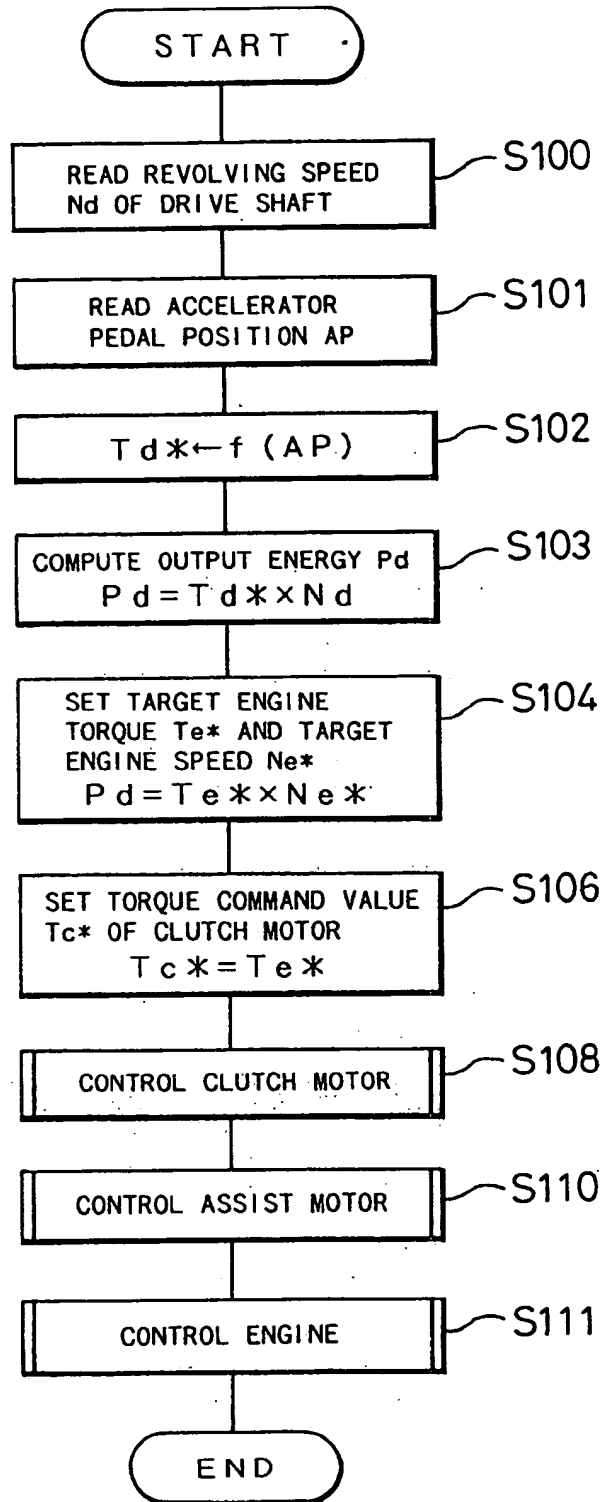 START
READ REVOLVING SPEED
Nd OF DRIVE SHAFT
S100
READ ACCELERATOR
PEDAL POSITION AP
S101
Td*←f(AP)
S102
COMPUTE OUTPUT ENERGY Pd
Pd=Td*×Nd
S103
SET TARGET ENGINE
TORQUE Te* AND TARGET
ENGINE SPEED Ne*
Pd=Te*×Ne*
S104
SET TORQUE COMMAND VALUE
Tc* OF CLUTCH MOTOR
Tc*=Te*
S106
CONTROL CLUTCH MOTOR
S108
CONTROL ASSIST MOTOR
S110
CONTROL ENGINE
S111
END